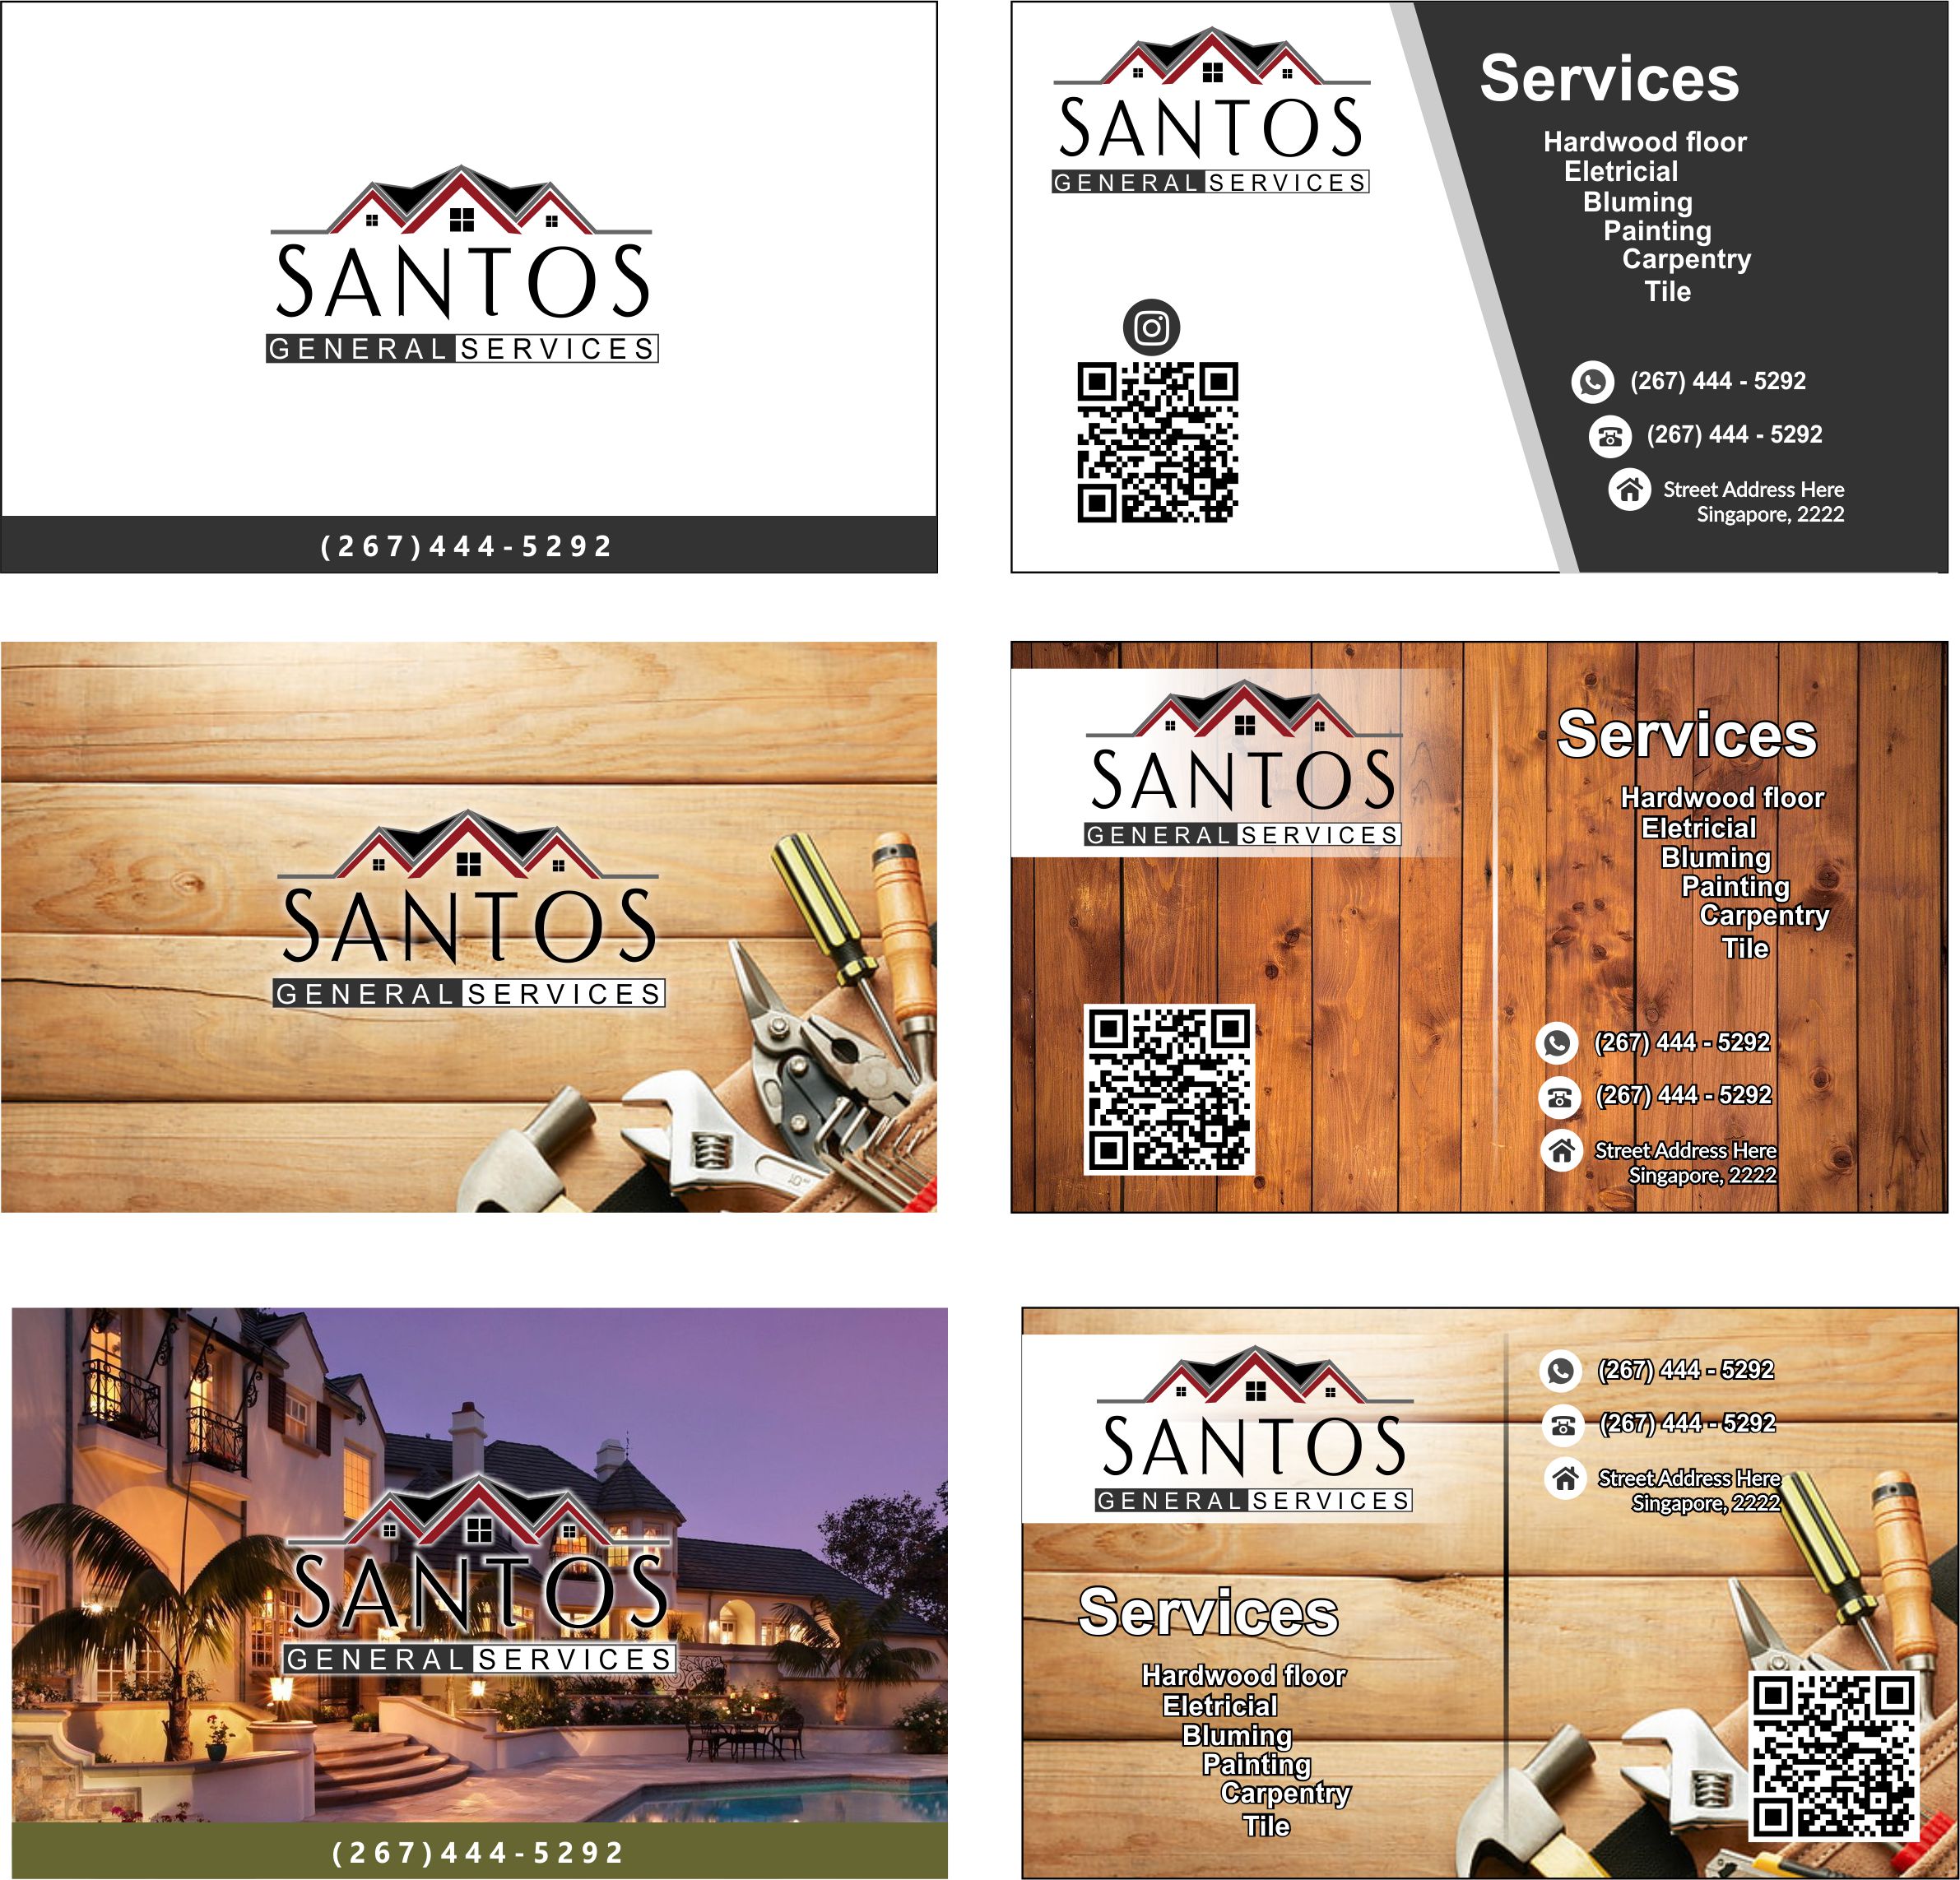 SANTOS
GENERAL SERVICES
(267)444-5292
SANTOS
GENERAL SERVICES
Services
Hardwood floor
Eletricial
Bluming
Painting
Carpentry
Tile
(267) 444 - 5292
(267) 444 - 5292
Street Address Here
Singapore, 2222
SANTOS
GENERAL SERVICES
SANTOS
GENERAL SERVICES
Services
Hardwood floor
Eletricial
Bluming
Painting
Carpentry
Tile
(267) 444 - 5292
(267) 444 - 5292
Street Address Here
Singapore, 2222
SANTOS
GENERAL SERVICES
(267)444-5292
SANTOS
GENERAL SERVICES
(267) 444 - 5292
(267) 444 - 5292
Street Address Here
Singapore, 2222
Services
Hardwood floor
Eletricial
Bluming
Painting
Carpentry
Tile